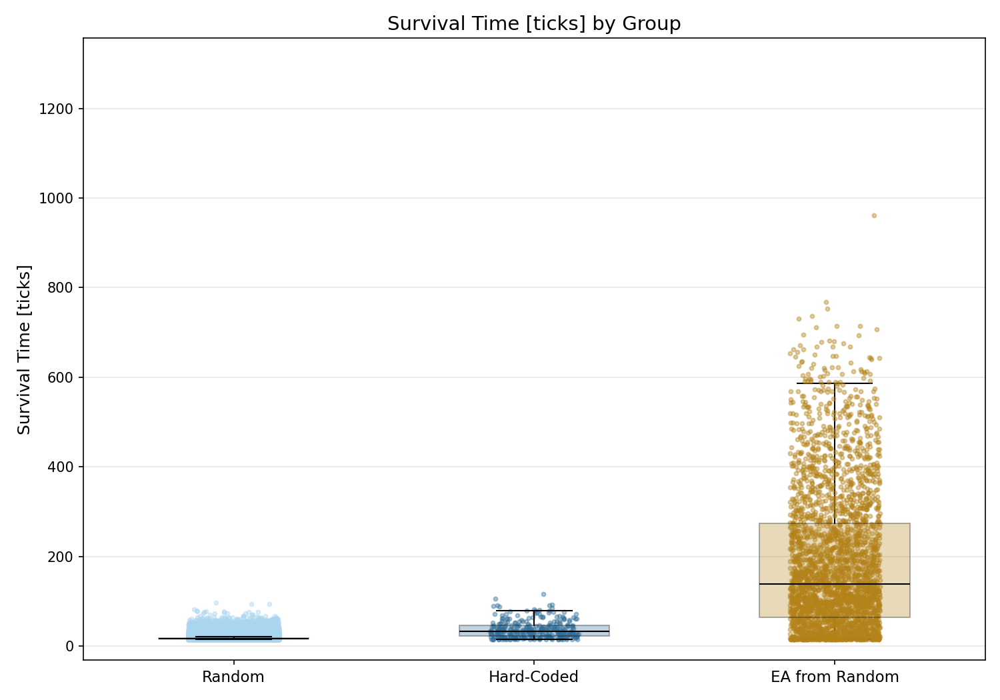 Survival Time [ticks] by Group
Survival Time [ticks]
1200
1000
800
600
400
200
0
Random
Hard-Coded
EA from Random